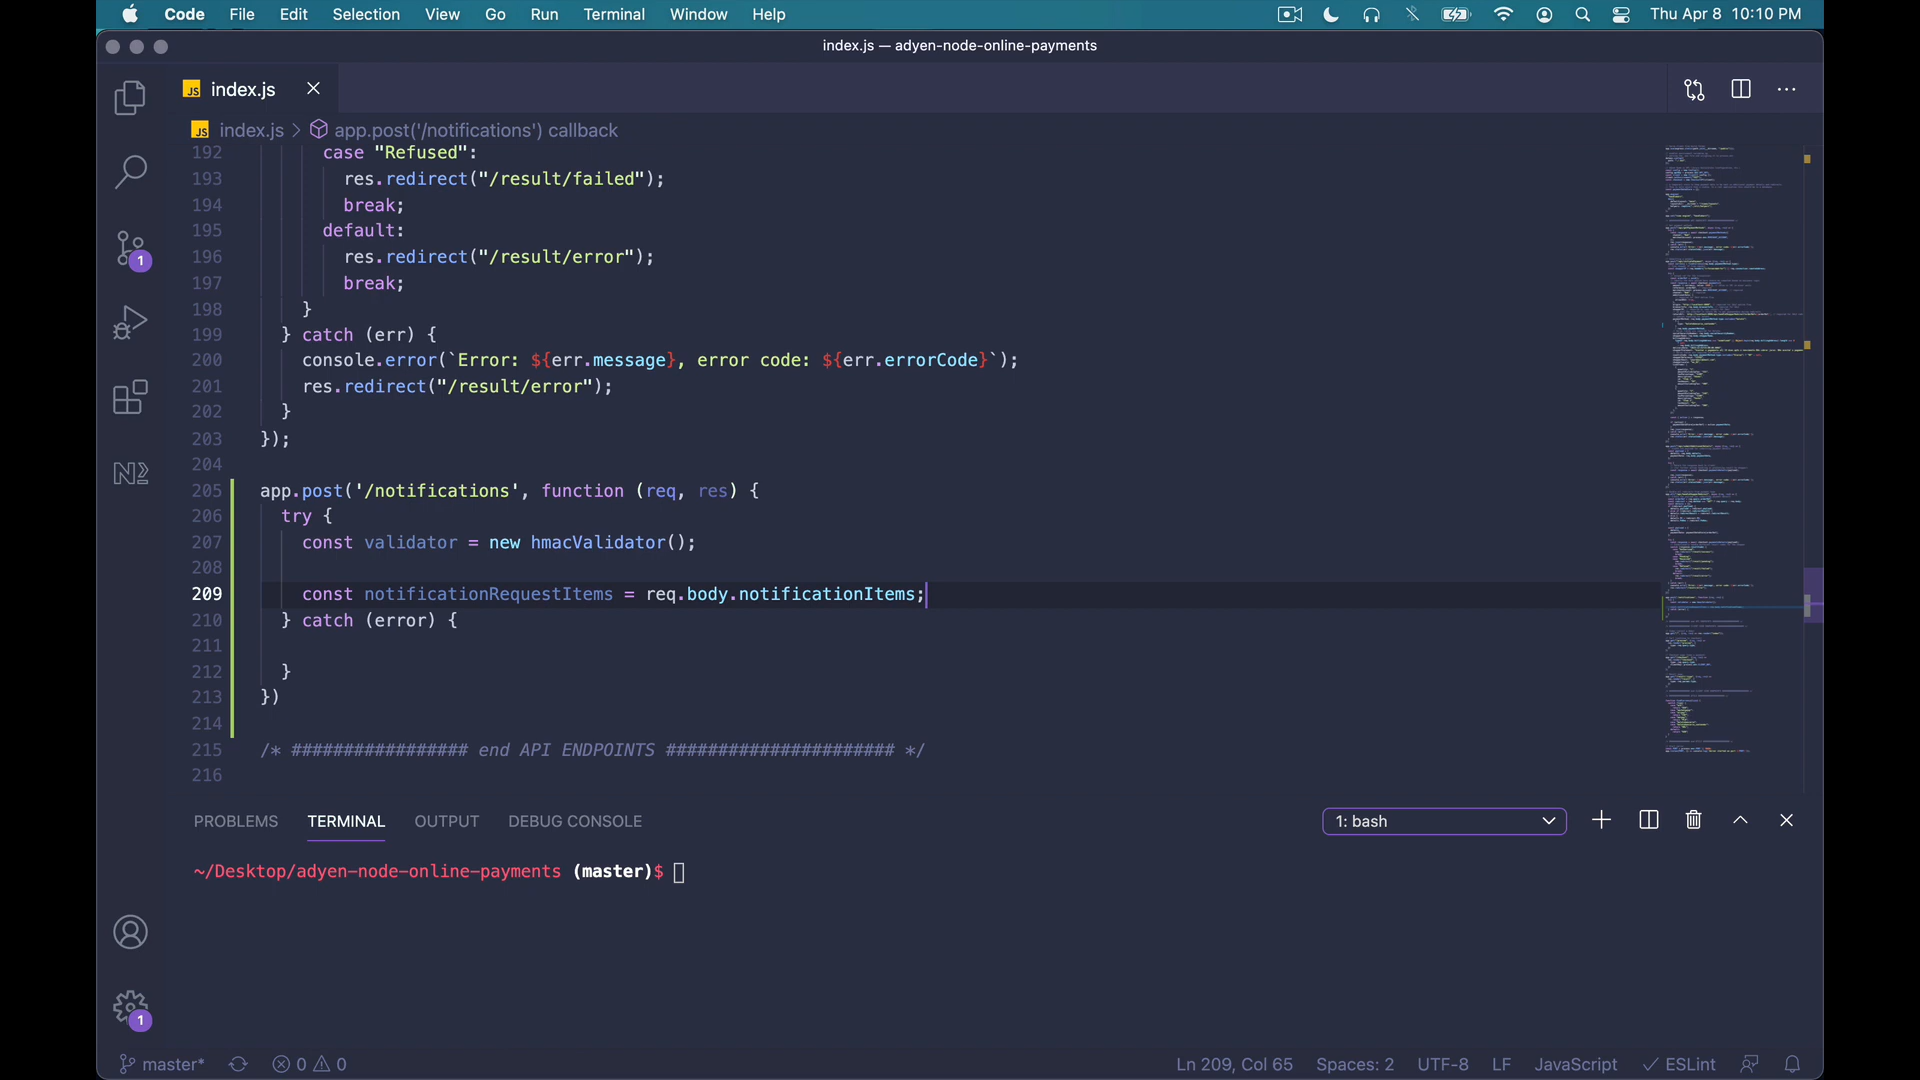 Code File Edit Selection View Go Run Terminal Window Help Thu Apr 8 10:10 PM
index.js — adyen-node-online-payments
JS index.js
JS index.js > app.post('/notifications') callback
192 case "Refused":
193 res.redirect("/result/failed");
194 break;
195 default:
196 res.redirect("/result/error");
197 break;
198 }
199 } catch (err) {
200 console.error(`Error: ${err.message}, error code: ${err.errorCode}`);
201 res.redirect("/result/error");
202 }
203 });
204
205 app.post('/notifications', function (req, res) {
206 try {
207 const validator = new hmacValidator();
208
209 const notificationRequestItems = req.body.notificationItems;
210 } catch (error) {
211
212 }
213 })
214
215 /* ################# end API ENDPOINTS ###################### */
216
1
PROBLEMS TERMINAL OUTPUT DEBUG CONSOLE 1: bash
~/Desktop/adyen-node-online-payments (master)$
1
master* 0 0 Ln 209, Col 65 Spaces: 2 UTF-8 LF JavaScript ESLint